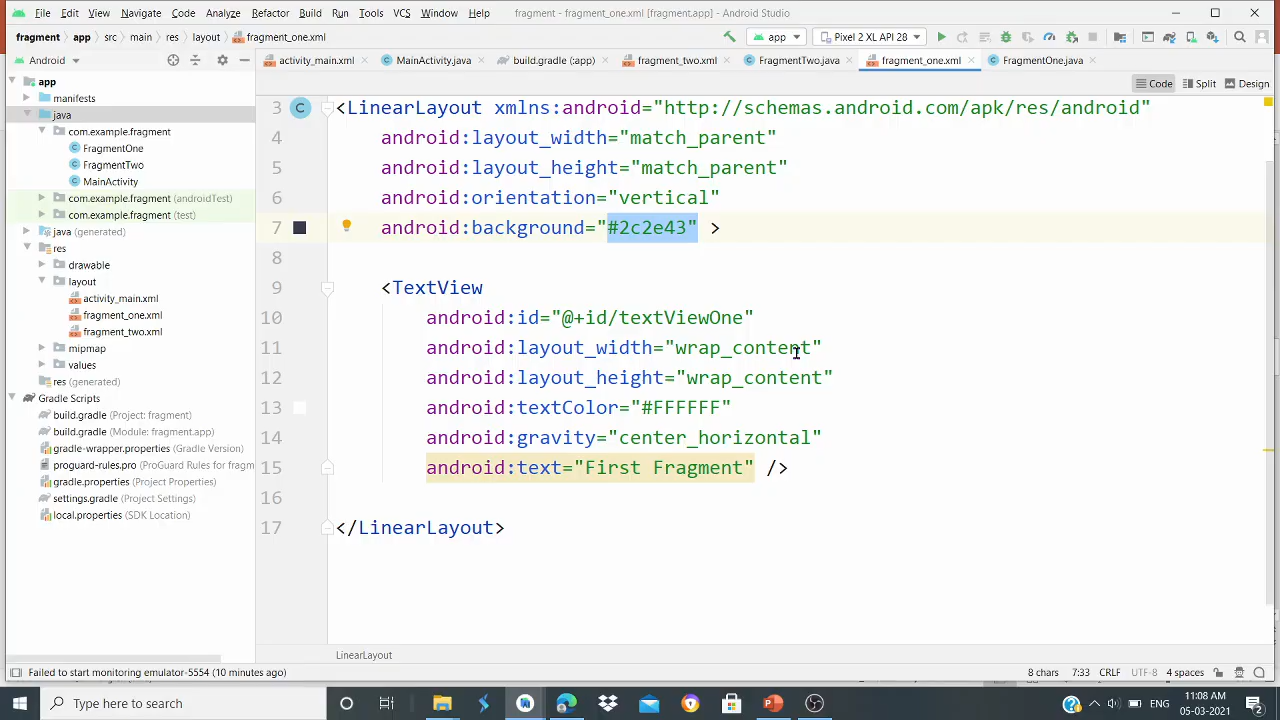 File Edit View Navigate Code Analyze Refactor Build Run Tools VCS Window Help fragment - fragment_one.xml [fragment.app] - Android Studio
fragment app src main res layout fragment_one.xml app Pixel 2 XL API 28
Android activity_main.xml MainActivity.java build.gradle (:app) fragment_two.xml FragmentTwo.java fragment_one.xml FragmentOne.java
Code Split Design
app
manifests
java
com.example.fragment
FragmentOne
FragmentTwo
MainActivity
com.example.fragment (androidTest)
com.example.fragment (test)
java (generated)
res
drawable
layout
activity_main.xml
fragment_one.xml
fragment_two.xml
mipmap
values
res (generated)
Gradle Scripts
build.gradle (Project: fragment)
build.gradle (Module: fragment.app)
gradle-wrapper.properties (Gradle Version)
proguard-rules.pro (ProGuard Rules for fragm
gradle.properties (Project Properties)
settings.gradle (Project Settings)
local.properties (SDK Location)
3 <LinearLayout xmlns:android="http://schemas.android.com/apk/res/android"
4 android:layout_width="match_parent"
5 android:layout_height="match_parent"
6 android:orientation="vertical"
7 android:background="#2c2e43" >
8
9 <TextView
10 android:id="@+id/textViewOne"
11 android:layout_width="wrap_content"
12 android:layout_height="wrap_content"
13 android:textColor="#FFFFFF"
14 android:gravity="center_horizontal"
15 android:text="First Fragment" />
16
17 </LinearLayout>
LinearLayout
Failed to start monitoring emulator-5554 (10 minutes ago) 8 chars 7:33 CRLF UTF-8 4 spaces
Type here to search ENG 11:08 AM
05-03-2021 2